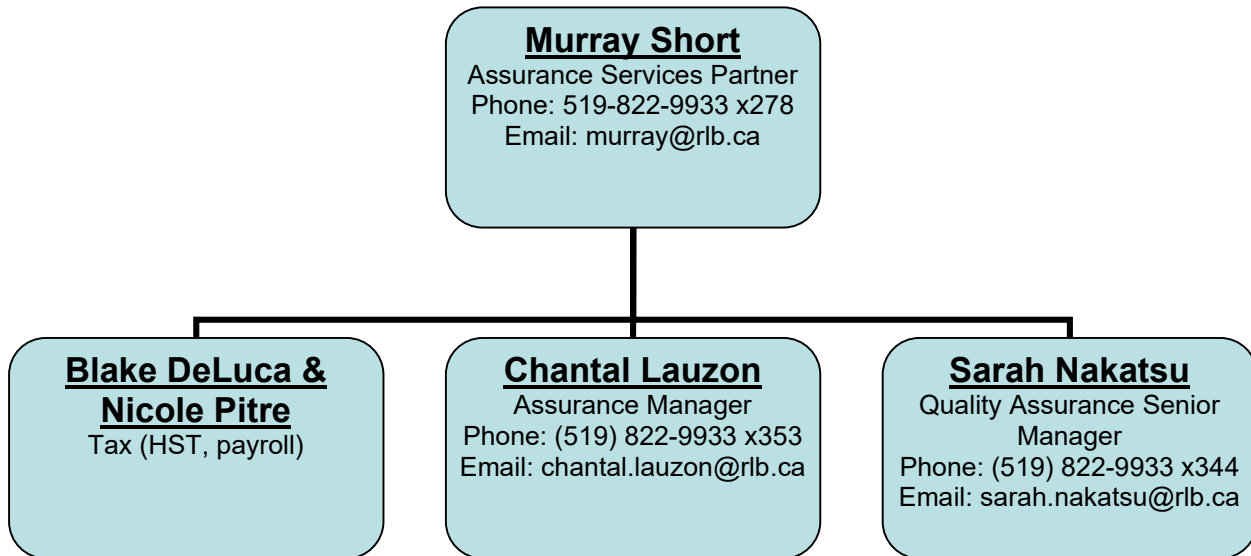 Murray Short
Assurance Services Partner
Phone: 519-822-9933 x278
Email: murray@rlb.ca
Blake DeLuca &
Nicole Pitre
Tax (HST, payroll)
Chantal Lauzon
Assurance Manager
Phone: (519) 822-9933 x353
Email: chantal.lauzon@rlb.ca
Sarah Nakatsu
Quality Assurance Senior
Manager
Phone: (519) 822-9933 x344
Email: sarah.nakatsu@rlb.ca